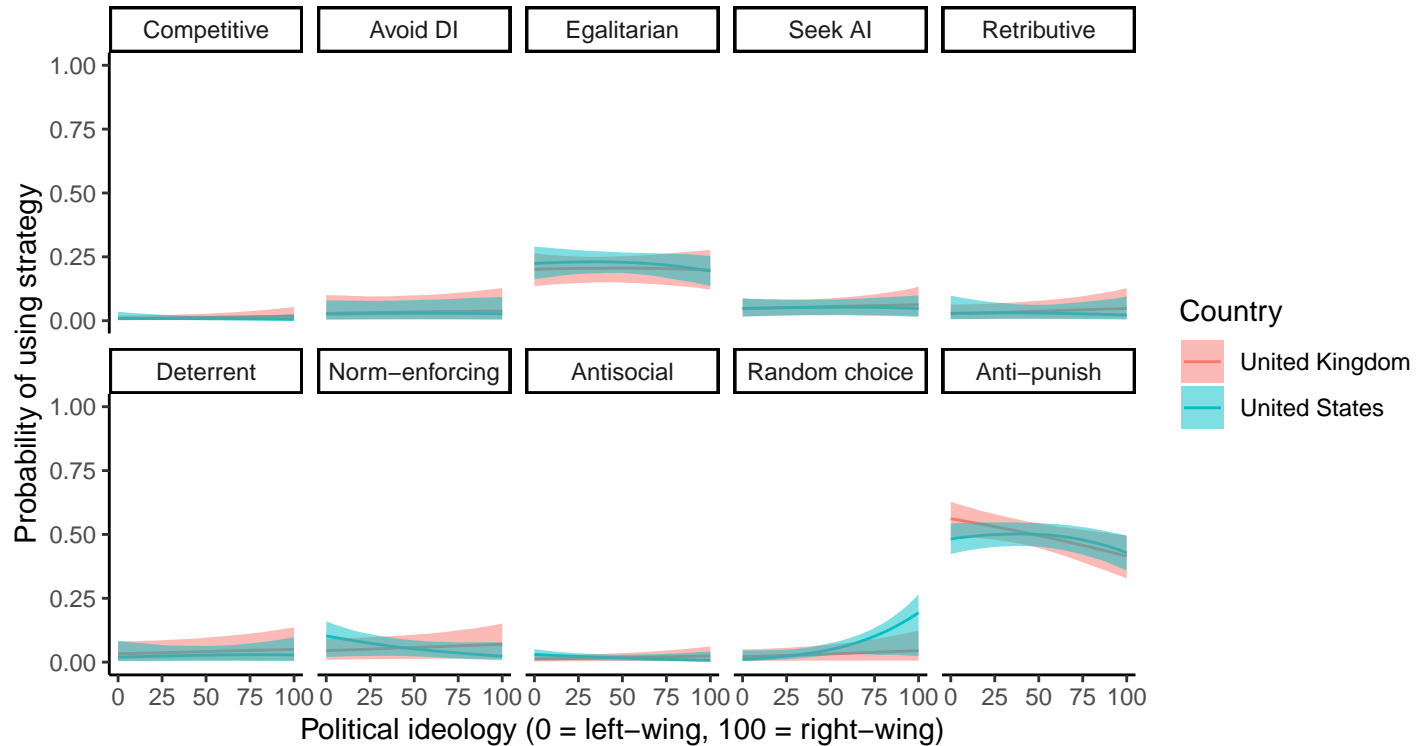 Competitive Avoid DI Egalitarian Seek AI Retributive
1.00
0.75
0.50
0.25
0.00
Deterrent Norm−enforcing Antisocial Random choice Anti−punish
1.00
0.75
0.50
0.25
0.00
0 25 50 75 100 0 25 50 75 100 0 25 50 75 100 0 25 50 75 100 0 25 50 75 100
Political ideology (0 = left−wing, 100 = right−wing)
Probability of using strategy
Country
United Kingdom
United States